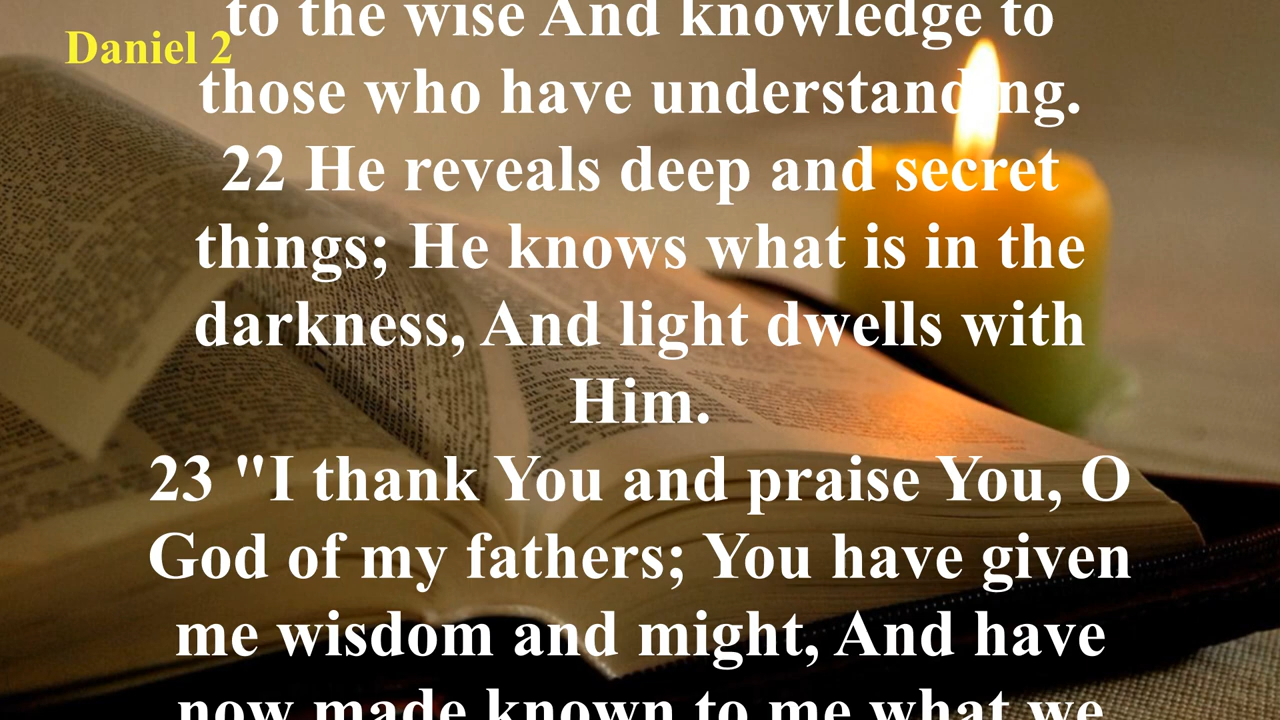 Daniel 2
to the wise And knowledge to
those who have understanding.
22 He reveals deep and secret
things; He knows what is in the
darkness, And light dwells with
Him.
23 "I thank You and praise You, O
God of my fathers; You have given
me wisdom and might, And have
now made known to me what we